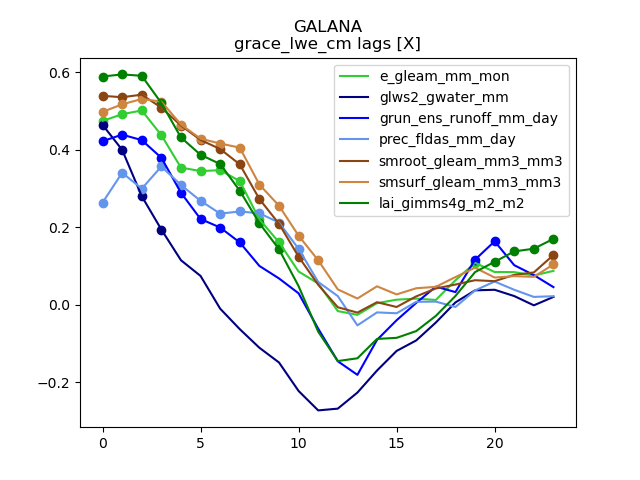 GALANA
grace_lwe_cm lags [X]
e_gleam_mm_mon
glws2_gwater_mm
grun_ens_runoff_mm_day
prec_fldas_mm_day
smroot_gleam_mm3_mm3
smsurf_gleam_mm3_mm3
lai_gimms4g_m2_m2
0.6
0.4
0.2
0.0
−0.2
0
5
10
15
20